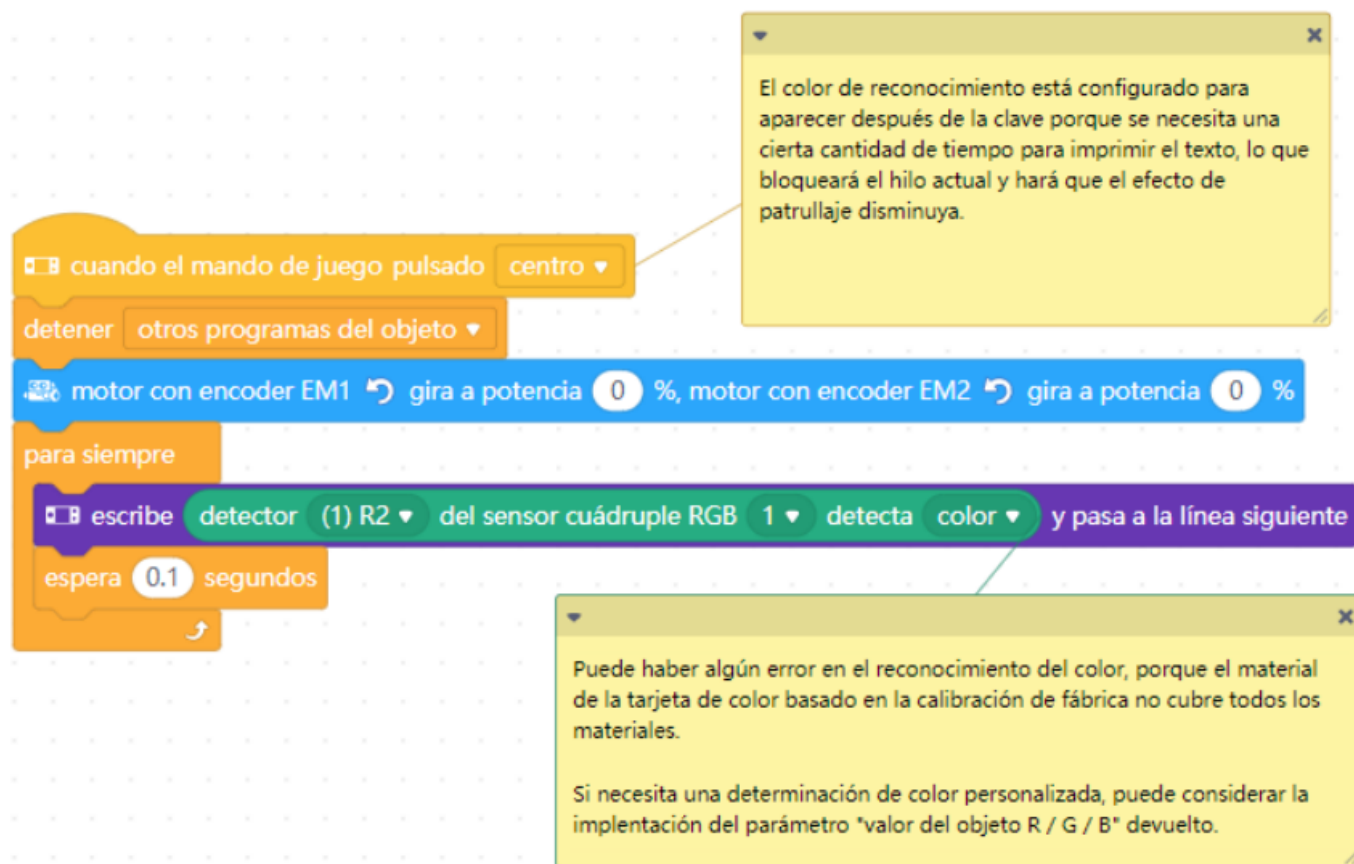 El color de reconocimiento está configurado para
aparecer después de la clave porque se necesita una
cierta cantidad de tiempo para imprimir el texto, lo que
bloqueará el hilo actual y hará que el efecto de
patrullaje disminuya.
cuando el mando de juego pulsado centro
detener otros programas del objeto
motor con encoder EM1 gira a potencia 0 %, motor con encoder EM2 gira a potencia 0 %
para siempre
escribe detector (1) R2 del sensor cuádruple RGB 1 detecta color y pasa a la línea siguiente
espera 0.1 segundos
Puede haber algún error en el reconocimiento del color, porque el material
de la tarjeta de color basado en la calibración de fábrica no cubre todos los
materiales.
Si necesita una determinación de color personalizada, puede considerar la
implentación del parámetro "valor del objeto R / G / B" devuelto.